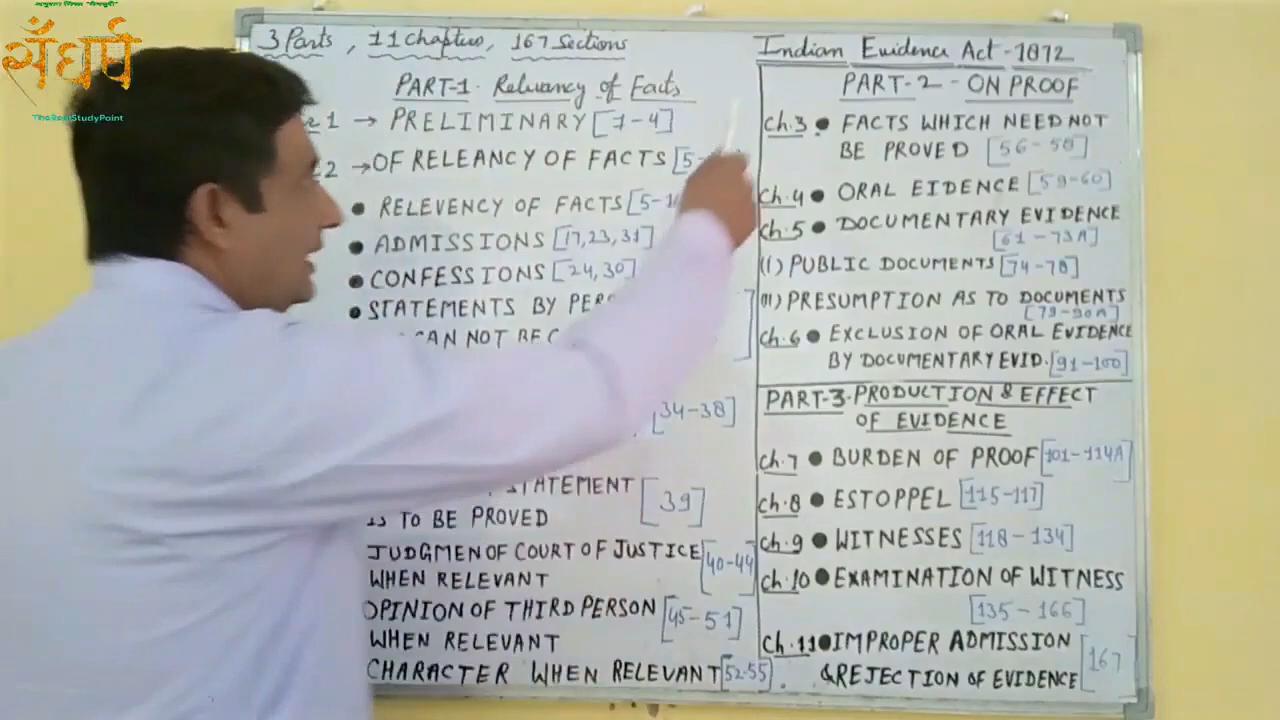 संघर्ष
TheRealStudyPoint
3 Parts, 11 Chapters, 167 Sections
PART-1. Relevancy of Facts
1 → PRELIMINARY [1-4]
2 → OF RELEANCY OF FACTS [5-
• RELEVENCY OF FACTS [5-1
• ADMISSIONS [17,23,31]
• CONFESSIONS [24,30]
• STATEMENTS BY PER
CAN NOT BE C
[34-38]
STATEMENT
IS TO BE PROVED [39]
JUDGMEN OF COURT OF JUSTICE
WHEN RELEVANT [40-44]
OPINION OF THIRD PERSON
WHEN RELEVANT [45-51]
CHARACTER WHEN RELEVANT [52-55]
Indian Evidence Act-1872
PART-2-ON PROOF
Ch.3 • FACTS WHICH NEED NOT
BE PROVED [56-58]
Ch.4 • ORAL EIDENCE [59-60]
Ch.5 • DOCUMENTARY EVIDENCE
[61-73A]
(I) PUBLIC DOCUMENTS [74-78]
(II) PRESUMPTION AS TO DOCUMENTS
[79-90A]
Ch.6 • EXCLUSION OF ORAL EVIDENCE
BY DOCUMENTARY EVID. [91-100]
PART-3. PRODUCTION & EFFECT
OF EVIDENCE
Ch.7 • BURDEN OF PROOF [101-114A]
Ch.8 • ESTOPPEL [115-117]
Ch.9 • WITNESSES [118-134]
Ch.10 • EXAMINATION OF WITNESS
[135-166]
Ch.11 • IMPROPER ADMISSION
& REJECTION OF EVIDENCE [167]